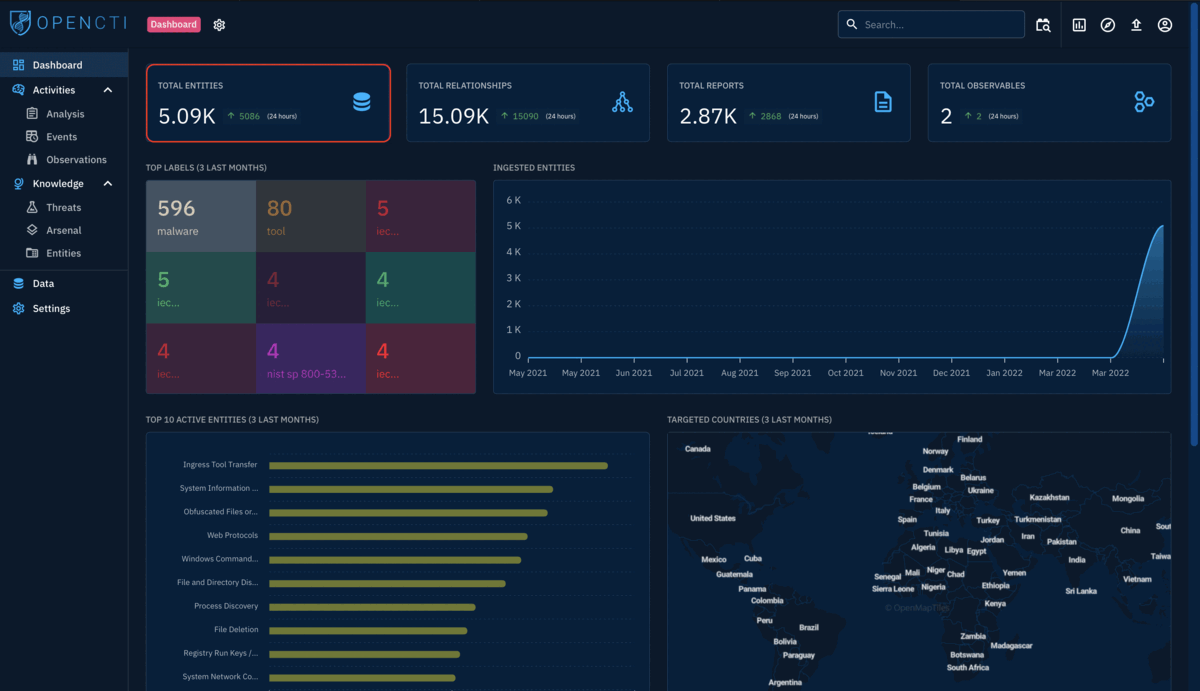 OPENCTI
Dashboard
Search...
Dashboard
Activities
Analysis
Events
Observations
Knowledge
Threats
Arsenal
Entities
Data
Settings
TOTAL ENTITIES
5.09K 5086 (24 hours)
TOTAL RELATIONSHIPS
15.09K 15090 (24 hours)
TOTAL REPORTS
2.87K 2868 (24 hours)
TOTAL OBSERVABLES
2 2 (24 hours)
TOP LABELS (3 LAST MONTHS)
596
malware
80
tool
5
iec...
5
iec...
4
iec...
4
iec...
4
iec...
4
nist sp 800-53...
4
iec...
INGESTED ENTITIES
6 K
5 K
4 K
3 K
2 K
1 K
0
May 2021 May 2021 Jun 2021 Jul 2021 Aug 2021 Sep 2021 Oct 2021 Nov 2021 Dec 2021 Jan 2022 Mar 2022 Mar 2022
TOP 10 ACTIVE ENTITIES (3 LAST MONTHS)
Ingress Tool Transfer
System Information ...
Obfuscated Files or...
Web Protocols
Windows Command...
File and Directory Dis...
Process Discovery
File Deletion
Registry Run Keys /...
System Network Co...
TARGETED COUNTRIES (3 LAST MONTHS)
Finland
Canada
Norway
Denmark
Belarus
Belgium
Ukraine
France
Kazakhstan
Mongolia
Italy
United States
Spain
Turkey
Turkmenistan
China
Sout
Tunisia
Jordan
Iran
Pakistan
Algeria
Libya
Egypt
Taiwa
Mexico
Cuba
India
Guatemala
Senegal
Mali
Niger
Chad
Yemen
Vietnam
Panama
Sierra Leone
Nigeria
Ethiopia
Sri Lanka
Colombia
Kenya
© OpenMapTiles
Peru
Brazil
Bolivia
Zambia
Madagascar
Paraguay
Botswana
South Africa
Argentina